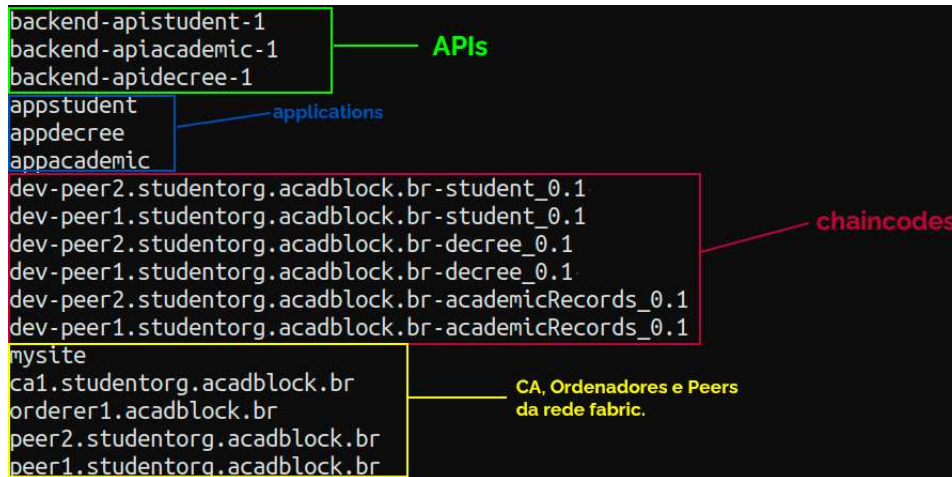 backend-apistudent-1
backend-apiacademic-1
backend-apidecree-1
APIs
appstudent
appdecree
appacademic
applications
dev-peer2.studentorg.acadblock.br-student_0.1
dev-peer1.studentorg.acadblock.br-student_0.1
dev-peer2.studentorg.acadblock.br-decree_0.1
dev-peer1.studentorg.acadblock.br-decree_0.1
dev-peer2.studentorg.acadblock.br-academicRecords_0.1
dev-peer1.studentorg.acadblock.br-academicRecords_0.1
chaincodes
mysite
ca1.studentorg.acadblock.br
orderer1.acadblock.br
peer2.studentorg.acadblock.br
peer1.studentorg.acadblock.br
CA, Ordenadores e Peers
da rede fabric.